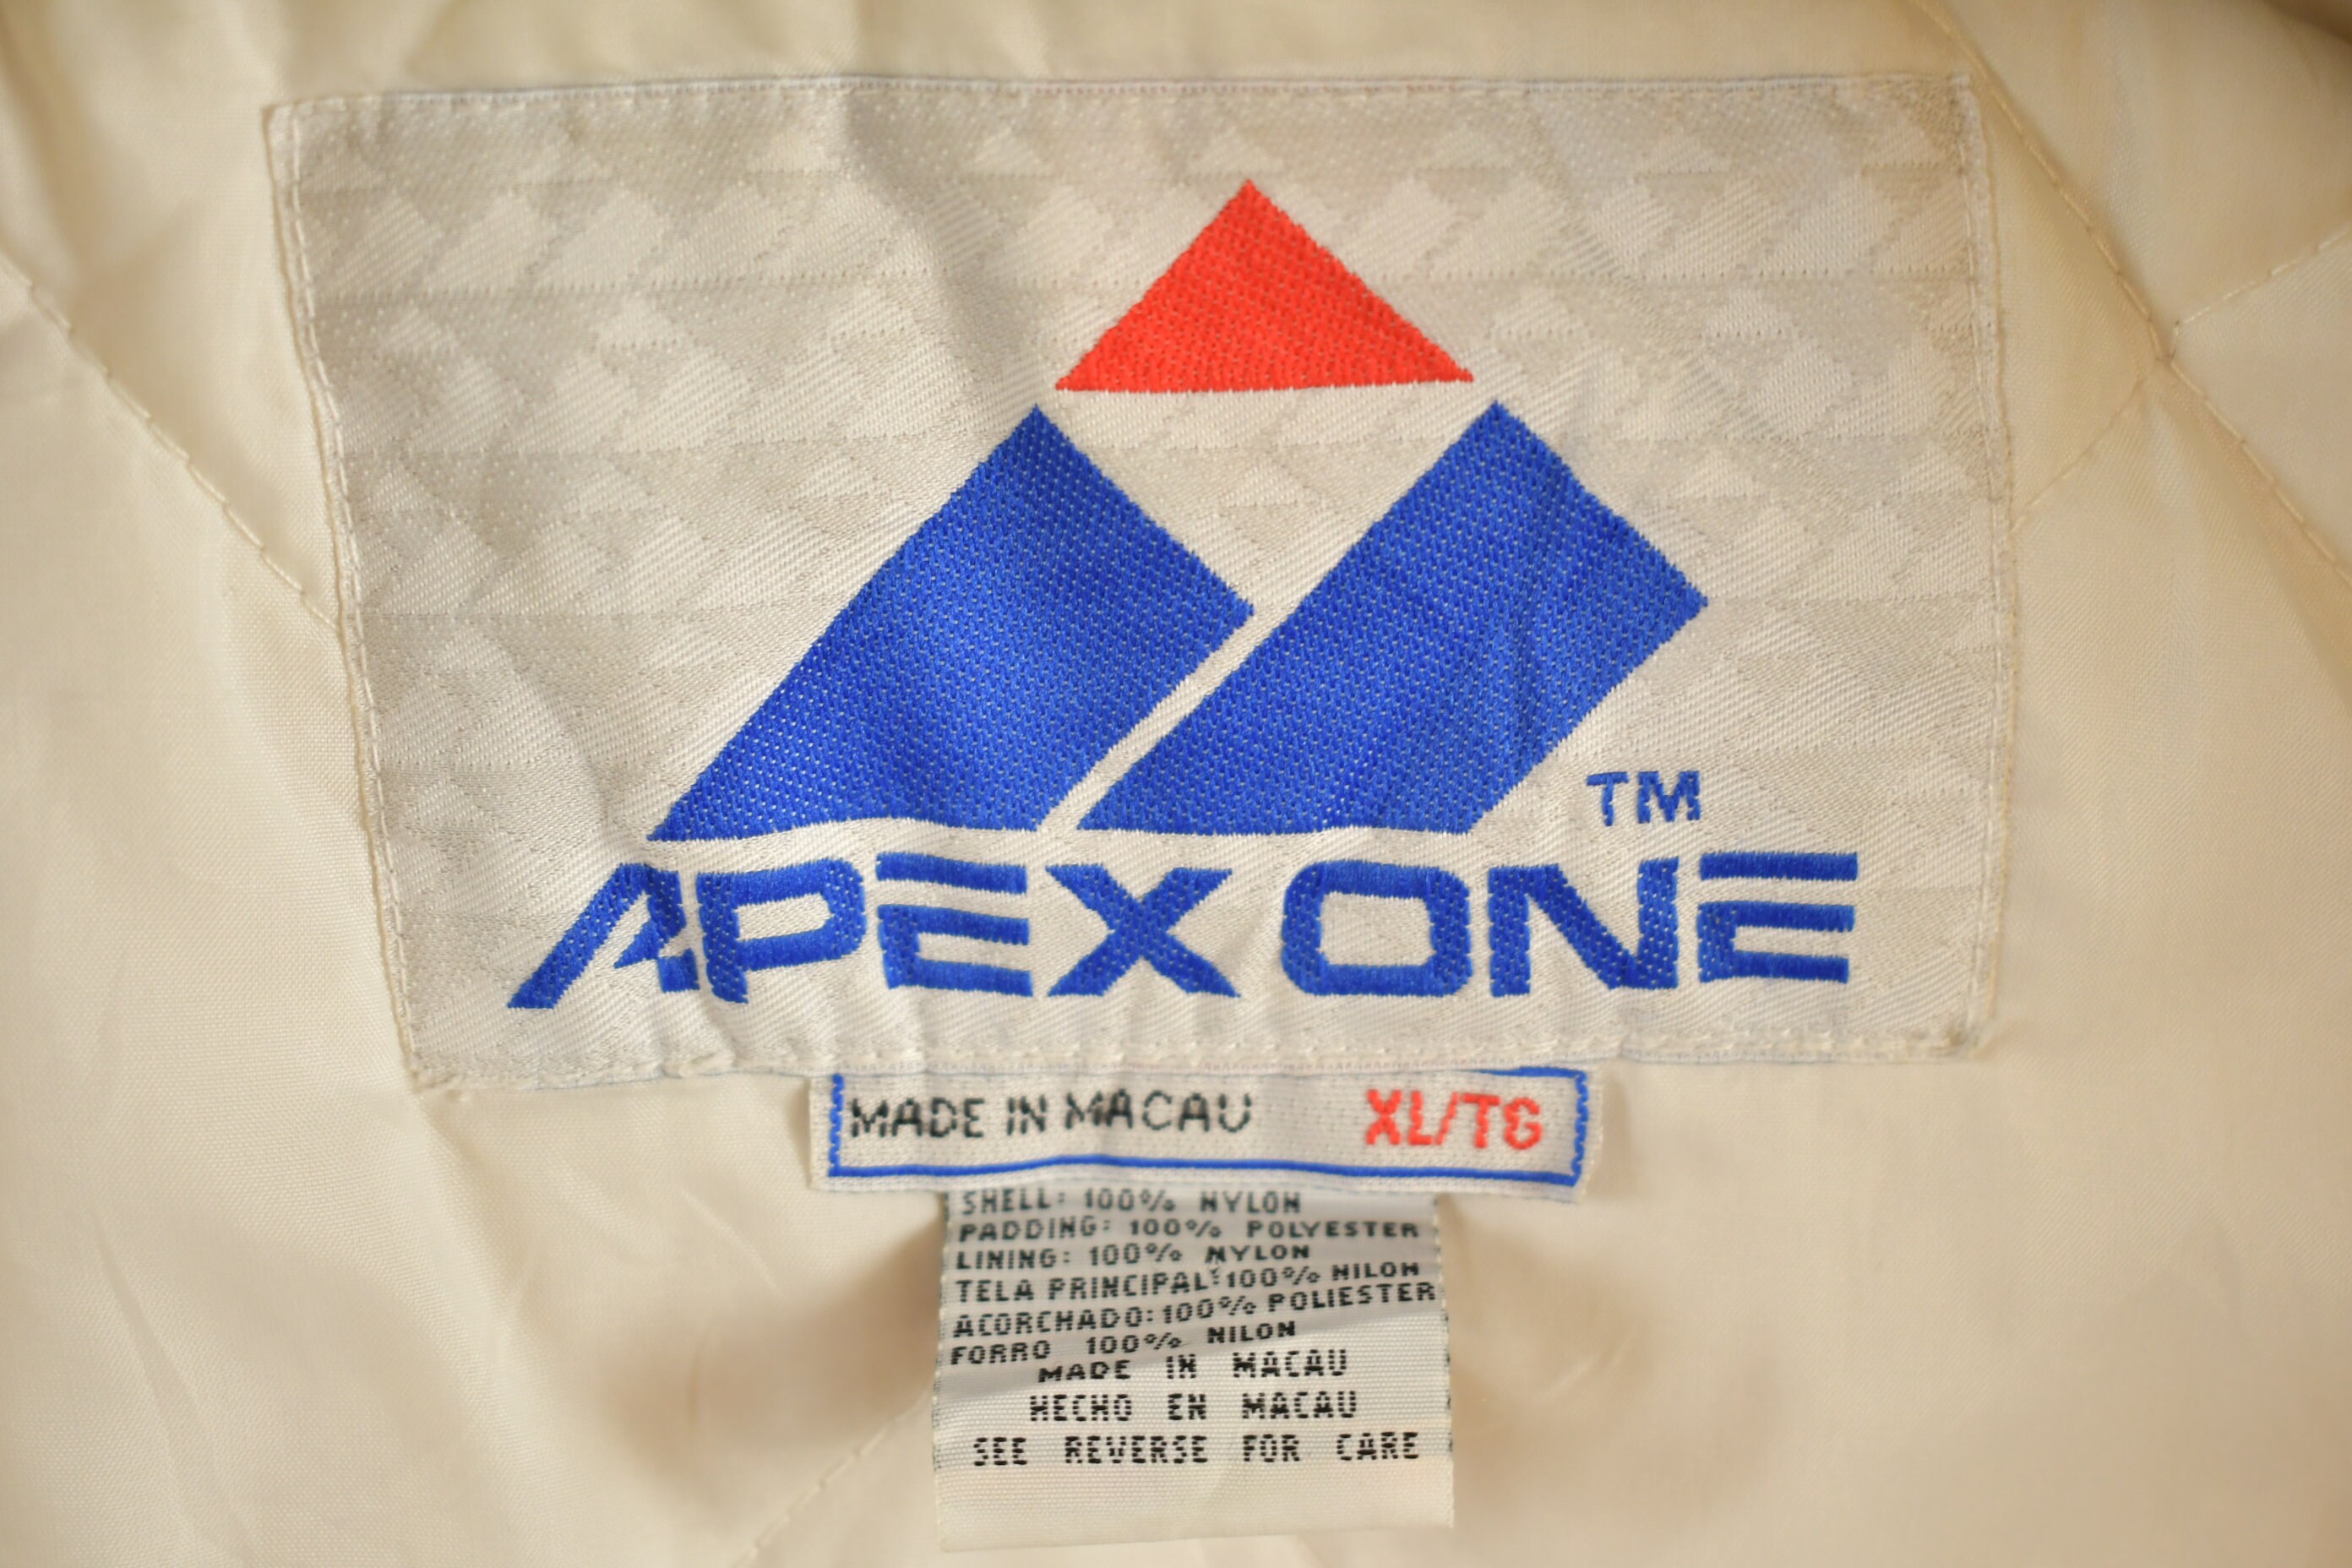 TM
APEX ONE
MADE IN MACAU XL/TG
SHELL: 100% NYLON
PADDING: 100% POLYESTER
LINING: 100% NYLON
TELA PRINCIPAL: 100% NILON
ACORCHADO: 100% POLIESTER
FORRO 100% NILON
MADE IN MACAU
HECHO EN MACAU
SEE REVERSE FOR CARE